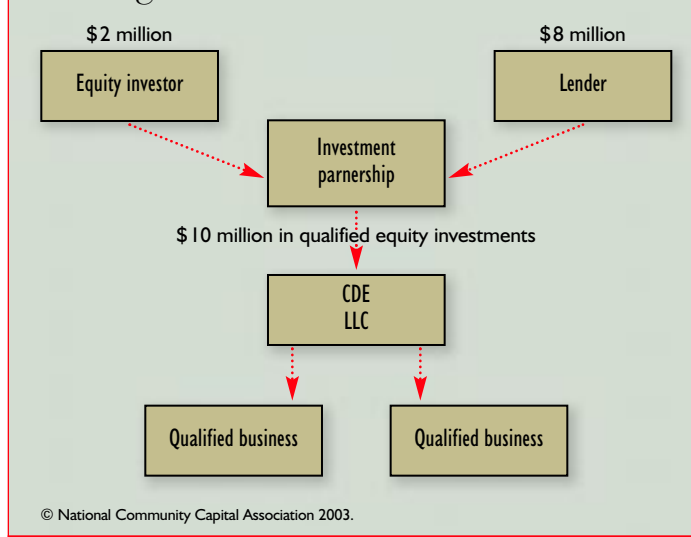 $2 million
$8 million
Equity investor
Lender
Investment
parnership
$10 million in qualified equity investments
CDE
LLC
Qualified business
Qualified business
© National Community Capital Association 2003.